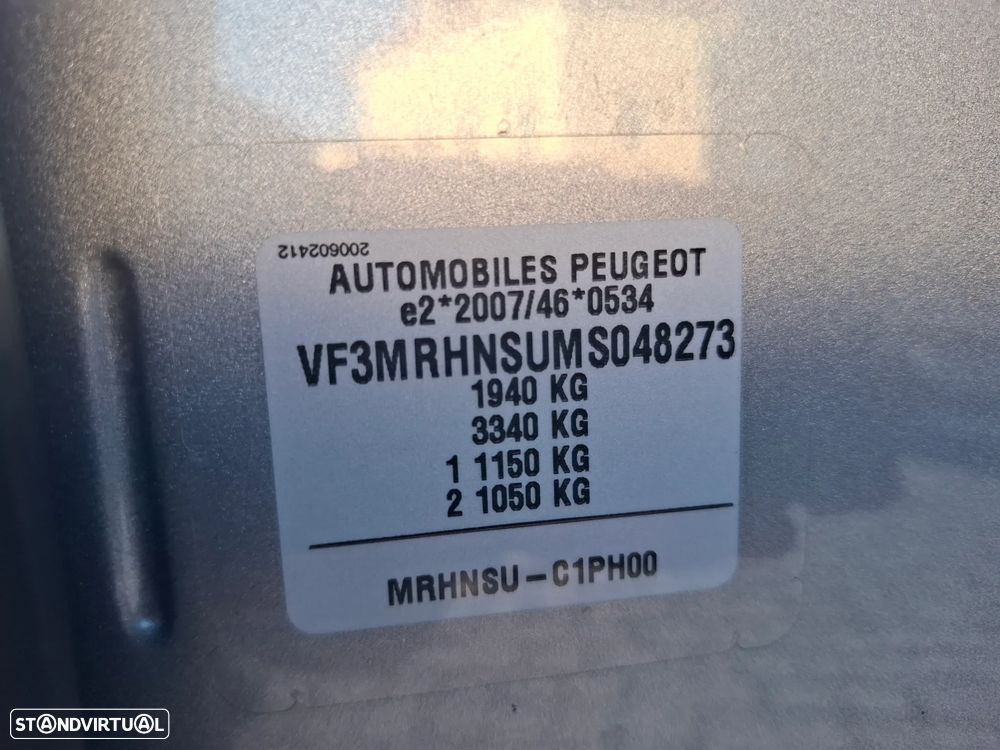 200602412
AUTOMOBILES PEUGEOT
e2*2007/46*0534
VF3MRHNSUMS048273
1940 KG
3340 KG
1 1150 KG
2 1050 KG
MRHNSU - C1PH00
STANDVIRTUAL